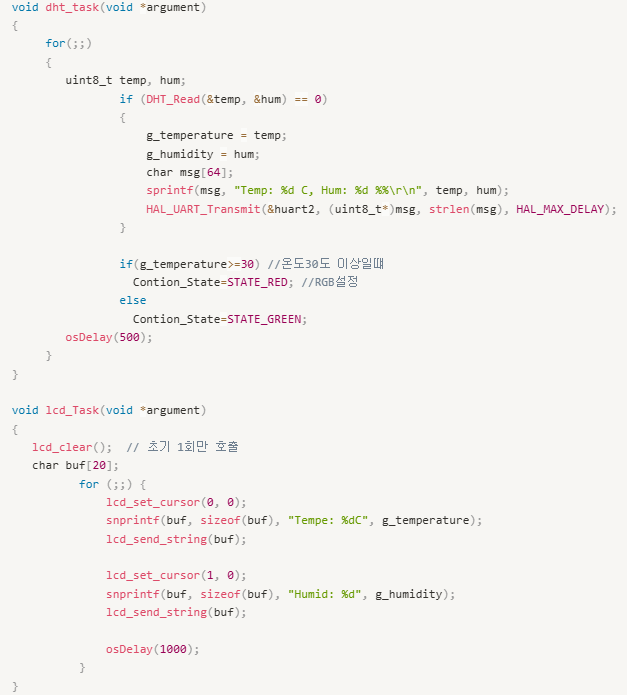 void dht_task(void *argument)
{
for(;;)
{
uint8_t temp, hum;
if (DHT_Read(&temp, &hum) == 0)
{
g_temperature = temp;
g_humidity = hum;
char msg[64];
sprintf(msg, "Temp: %d C, Hum: %d %%\r\n", temp, hum);
HAL_UART_Transmit(&huart2, (uint8_t*)msg, strlen(msg), HAL_MAX_DELAY);
}
if(g_temperature>=30) //온도30도 이상일떄
Contion_State=STATE_RED; //RGB설정
else
Contion_State=STATE_GREEN;
osDelay(500);
}
}
void lcd_Task(void *argument)
{
lcd_clear(); // 초기 1회만 호출
char buf[20];
for (;;) {
lcd_set_cursor(0, 0);
snprintf(buf, sizeof(buf), "Tempe: %dC", g_temperature);
lcd_send_string(buf);
lcd_set_cursor(1, 0);
snprintf(buf, sizeof(buf), "Humid: %d", g_humidity);
lcd_send_string(buf);
osDelay(1000);
}
}